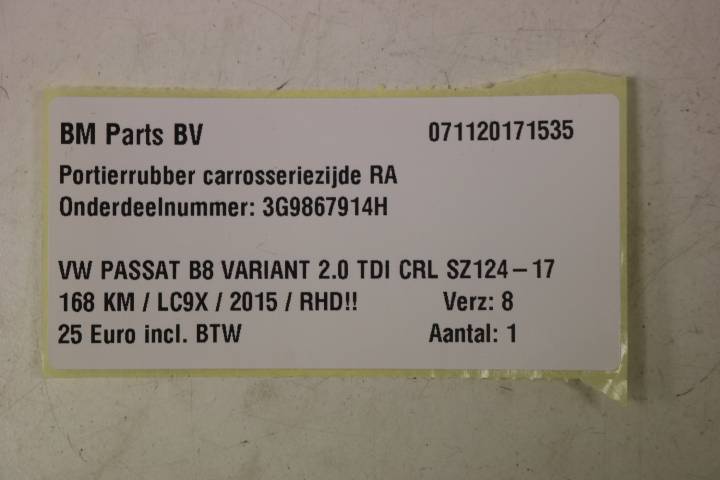 BM Parts BV 071120171535
Portierrubber carrosseriezijde RA
Onderdeelnummer: 3G9867914H
VW PASSAT B8 VARIANT 2.0 TDI CRL SZ124-17
168 KM / LC9X / 2015 / RHD!! Verz: 8
25 Euro incl. BTW Aantal: 1